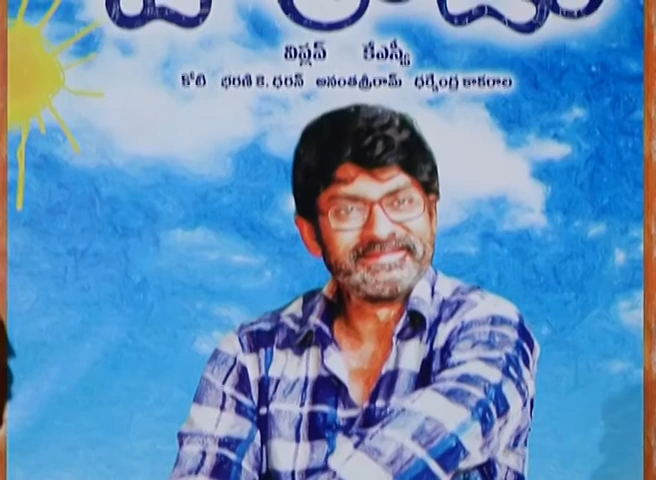 విప్లవ్ కేఎస్వీ
కోటి భరణి కె. ధరన్ అనంతశ్రీరామ్ ధర్మేంద్ర కాకరాల